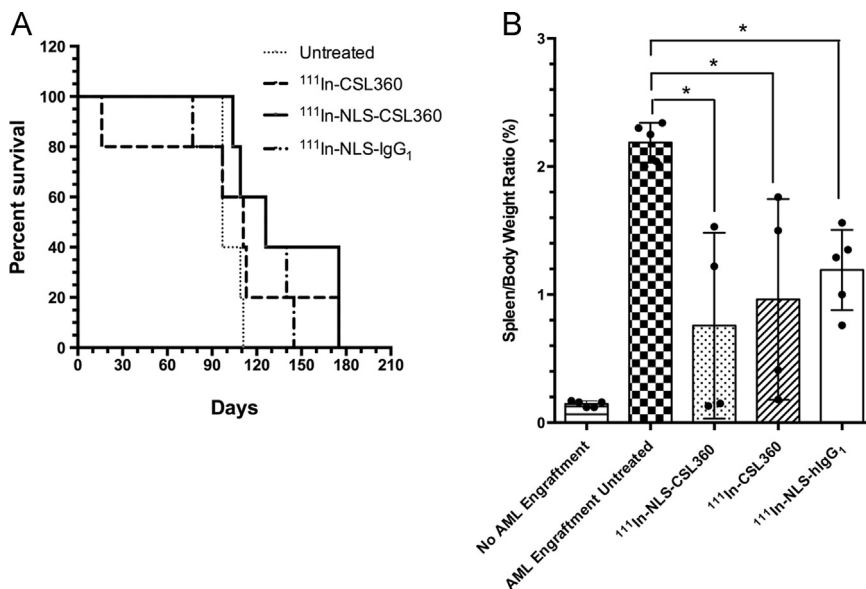 A
Percent survival
120
100
80
60
40
20
0
0 30 60 90 120 150 180 210
Days
Untreated
¹¹¹In-CSL360
¹¹¹In-NLS-CSL360
¹¹¹In-NLS-IgG₁
B
Spleen/Body Weight Ratio (%)
3
2
1
0
*
*
*
No AML Engraftment
AML Engraftment Untreated
¹¹¹In-NLS-CSL360
¹¹¹In-CSL360
¹¹¹In-NLS-hIgG₁